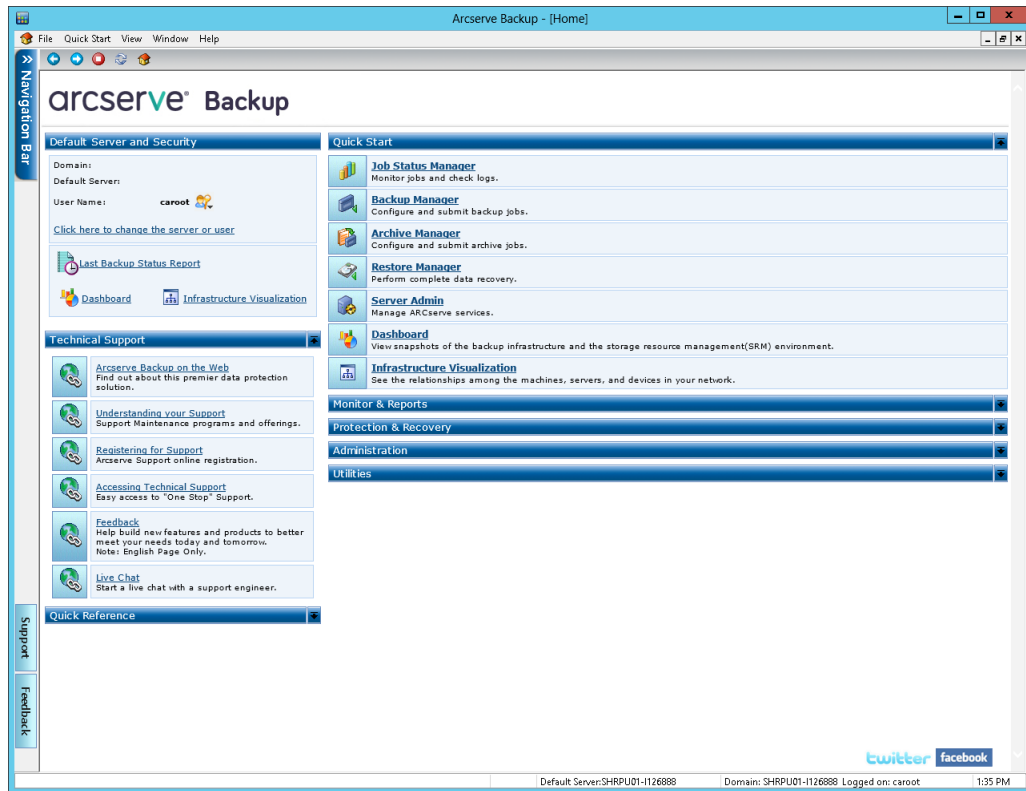 Arcserve Backup - [Home]
File Quick Start View Window Help
Navigation Bar
arcserve® Backup
Default Server and Security
Domain:
Default Server:
User Name: caroot
Click here to change the server or user
Last Backup Status Report
Dashboard Infrastructure Visualization
Technical Support
Arcserve Backup on the Web
Find out about this premier data protection
solution.
Understanding your Support
Support Maintenance programs and offerings.
Registering for Support
Arcserve Support online registration.
Accessing Technical Support
Easy access to "One Stop" Support.
Feedback
Help build new features and products to better
meet your needs today and tomorrow.
Note: English Page Only.
Live Chat
Start a live chat with a support engineer.
Quick Reference
Quick Start
Job Status Manager
Monitor jobs and check logs.
Backup Manager
Configure and submit backup jobs.
Archive Manager
Configure and submit archive jobs.
Restore Manager
Perform complete data recovery.
Server Admin
Manage ARCserve services.
Dashboard
View snapshots of the backup infrastructure and the storage resource management(SRM) environment.
Infrastructure Visualization
See the relationships among the machines, servers, and devices in your network.
Monitor & Reports
Protection & Recovery
Administration
Utilities
Support
Feedback
twitter facebook
Default Server:SHRPU01-I126888 Domain: SHRPU01-I126888 Logged on: caroot 1:35 PM